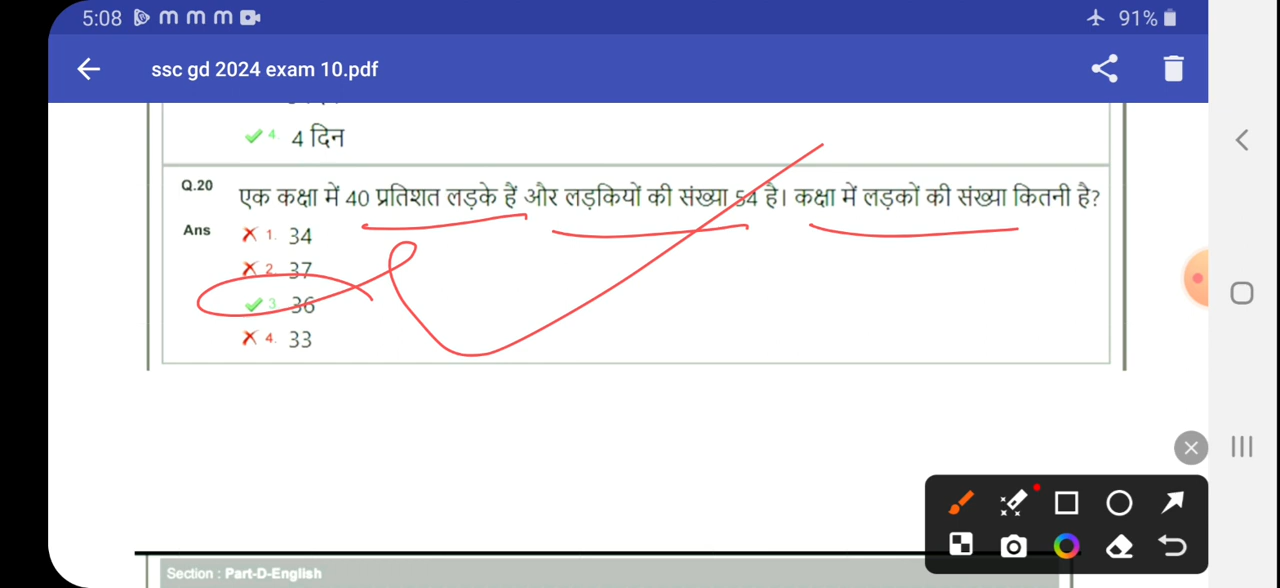 5:08 91%
ssc gd 2024 exam 10.pdf
4 4 दिन
Q.20 एक कक्षा में 40 प्रतिशत लड़के हैं और लड़कियों की संख्या 54 है। कक्षा में लड़कों की संख्या कितनी है?
Ans 1. 34
2. 37
3 36
4. 33
Section : Part-D-English